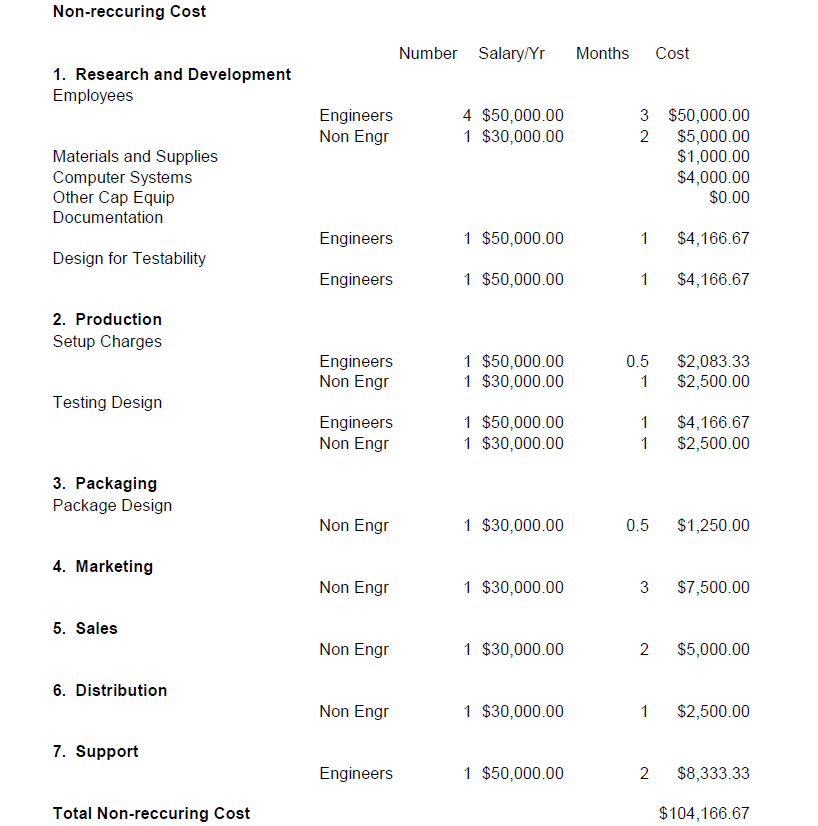 Non-reccuring Cost
Number Salary/Yr Months Cost
1. Research and Development
Employees
Engineers 4 $50,000.00 3 $50,000.00
Non Engr 1 $30,000.00 2 $5,000.00
Materials and Supplies $1,000.00
Computer Systems $4,000.00
Other Cap Equip $0.00
Documentation
Engineers 1 $50,000.00 1 $4,166.67
Design for Testability
Engineers 1 $50,000.00 1 $4,166.67
2. Production
Setup Charges
Engineers 1 $50,000.00 0.5 $2,083.33
Non Engr 1 $30,000.00 1 $2,500.00
Testing Design
Engineers 1 $50,000.00 1 $4,166.67
Non Engr 1 $30,000.00 1 $2,500.00
3. Packaging
Package Design
Non Engr 1 $30,000.00 0.5 $1,250.00
4. Marketing
Non Engr 1 $30,000.00 3 $7,500.00
5. Sales
Non Engr 1 $30,000.00 2 $5,000.00
6. Distribution
Non Engr 1 $30,000.00 1 $2,500.00
7. Support
Engineers 1 $50,000.00 2 $8,333.33
Total Non-reccuring Cost $104,166.67